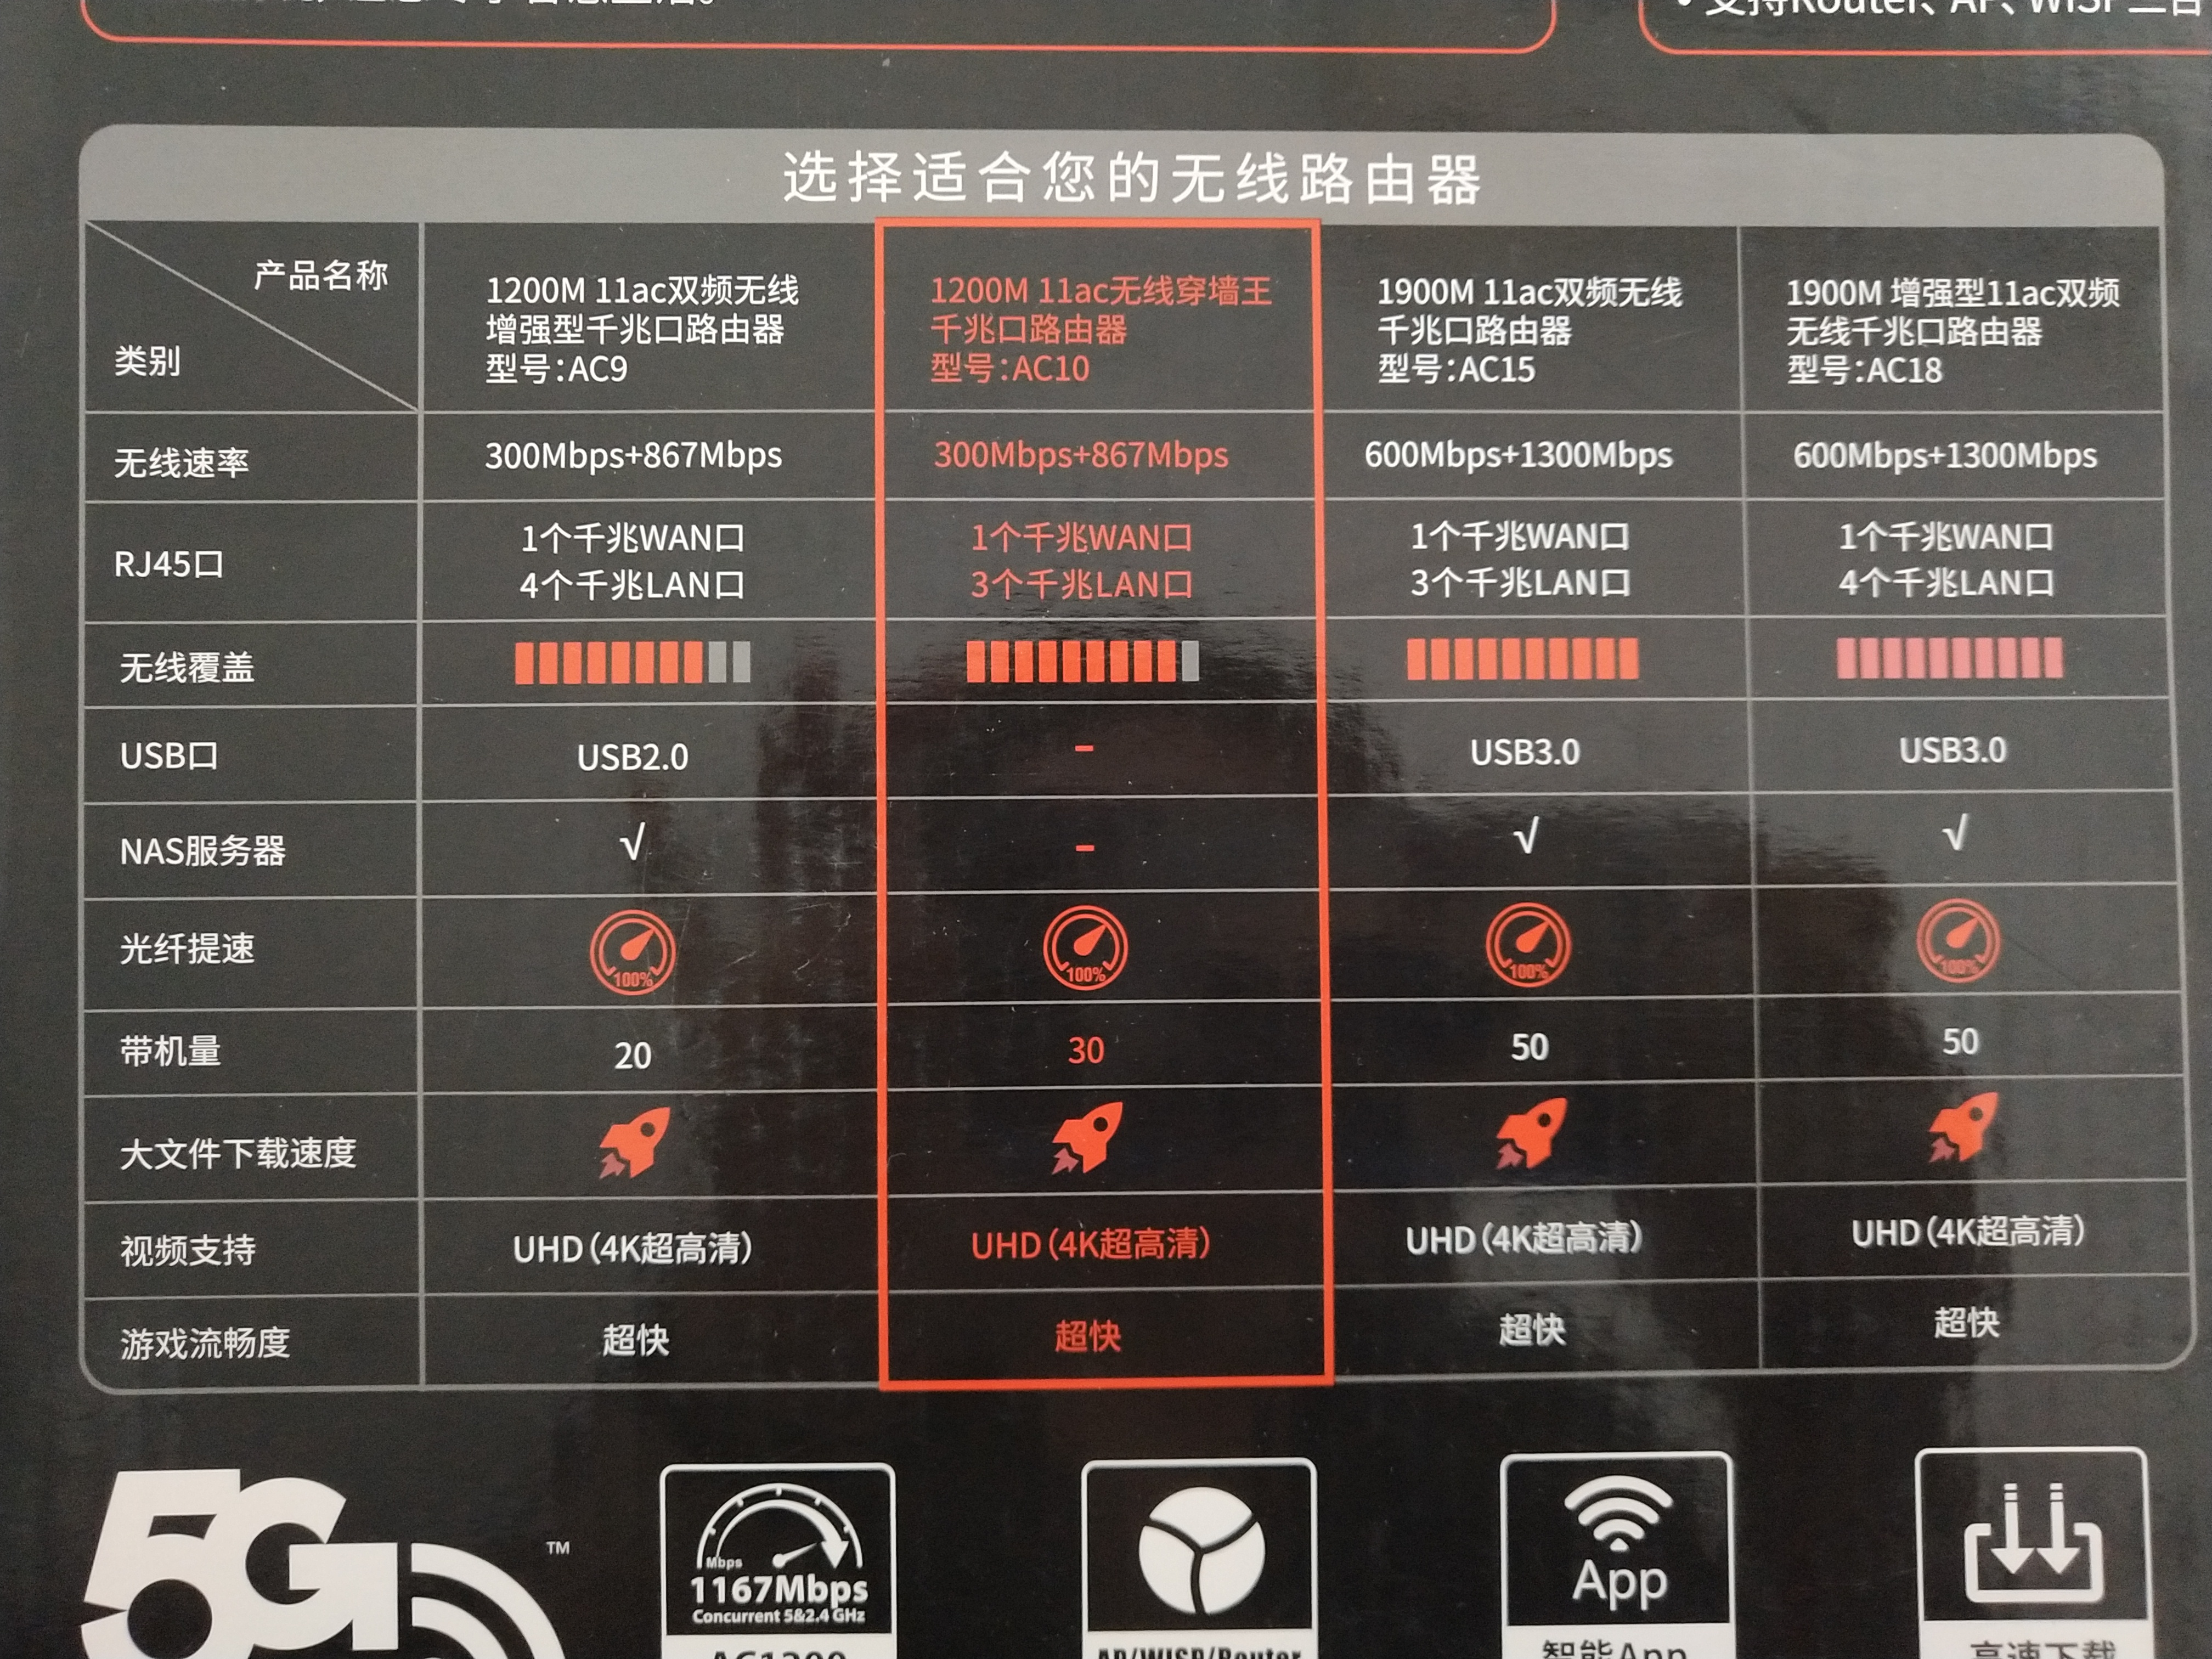 • 支持Router、AP、WISP三合
选择适合您的无线路由器
产品名称
类别
1200M 11ac双频无线
增强型千兆口路由器
型号:AC9
1200M 11ac无线穿墙王
千兆口路由器
型号:AC10
1900M 11ac双频无线
千兆口路由器
型号:AC15
1900M 增强型11ac双频
无线千兆口路由器
型号:AC18
无线速率
300Mbps+867Mbps
300Mbps+867Mbps
600Mbps+1300Mbps
600Mbps+1300Mbps
RJ45口
1个千兆WAN口
4个千兆LAN口
1个千兆WAN口
3个千兆LAN口
1个千兆WAN口
3个千兆LAN口
1个千兆WAN口
4个千兆LAN口
无线覆盖
USB口
USB2.0
-
USB3.0
USB3.0
NAS服务器
√
-
√
√
光纤提速
100%
100%
100%
100%
带机量
20
30
50
50
大文件下载速度
视频支持
UHD(4K超高清)
UHD(4K超高清)
UHD(4K超高清)
UHD(4K超高清)
游戏流畅度
超快
超快
超快
超快
5G
™
Mbps
1167Mbps
Concurrent 5&2.4 GHz
AC1200
AP/WISP/Router
App
智能App
高速下载